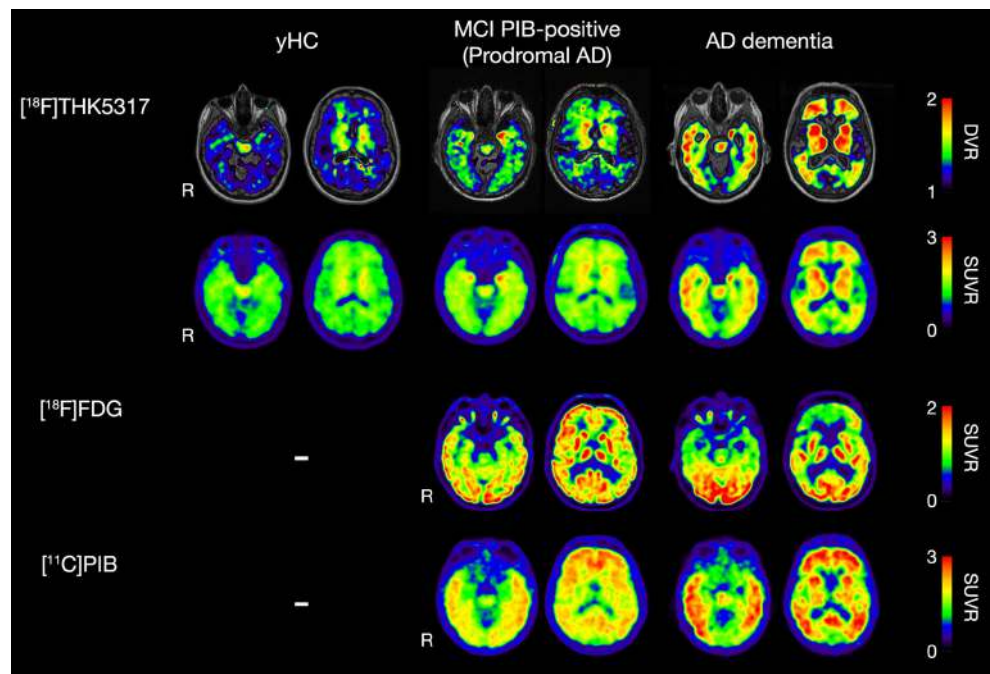 yHC
MCI PIB-positive
(Prodromal AD)
AD dementia
[¹⁸F]THK5317
2
DVR
R
1
3
SUVR
R
0
[¹⁸F]FDG
2
SUVR
–
R
0
[¹¹C]PIB
3
SUVR
–
R
0